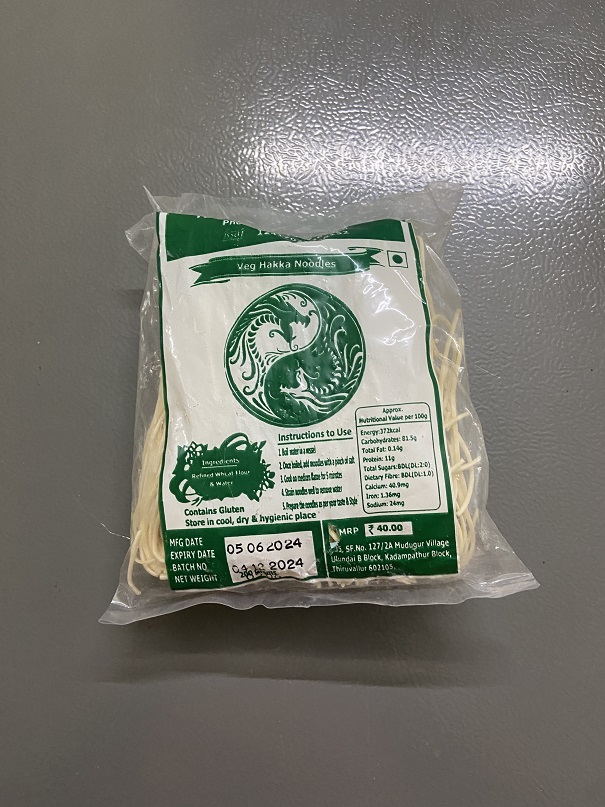 Veg Hakka Noodles
Ingredients
Refined Wheat Flour
& Water
Contains Gluten
Store in cool, dry & hygienic place
Instructions to Use
1. Boil water in a vessel
2. Once boiled, add noodles with a pinch of salt
3. Cook on medium flame for 5 minutes
4. Strain noodles well to remove water
5. Prepare the noodles as per your taste & Style
Approx.
Nutritional Value per 100g
Energy:372kcal
Carbohydrates: 81.5g
Total Fat: 0.14g
Protein: 11g
Total Sugars:BDL(DL:2.0)
Dietary Fibre: BDL(DL:1.0)
Calcium: 40.9mg
Iron: 1.36mg
Sodium: 24mg
MFG DATE
EXPIRY DATE
BATCH NO
NET WEIGHT
05 06 2024
2024
MRP ₹ 40.00
SF.No. 127/2A Mudugur Village
B Block, Kadampathur Block,
Thiruvallur 602105